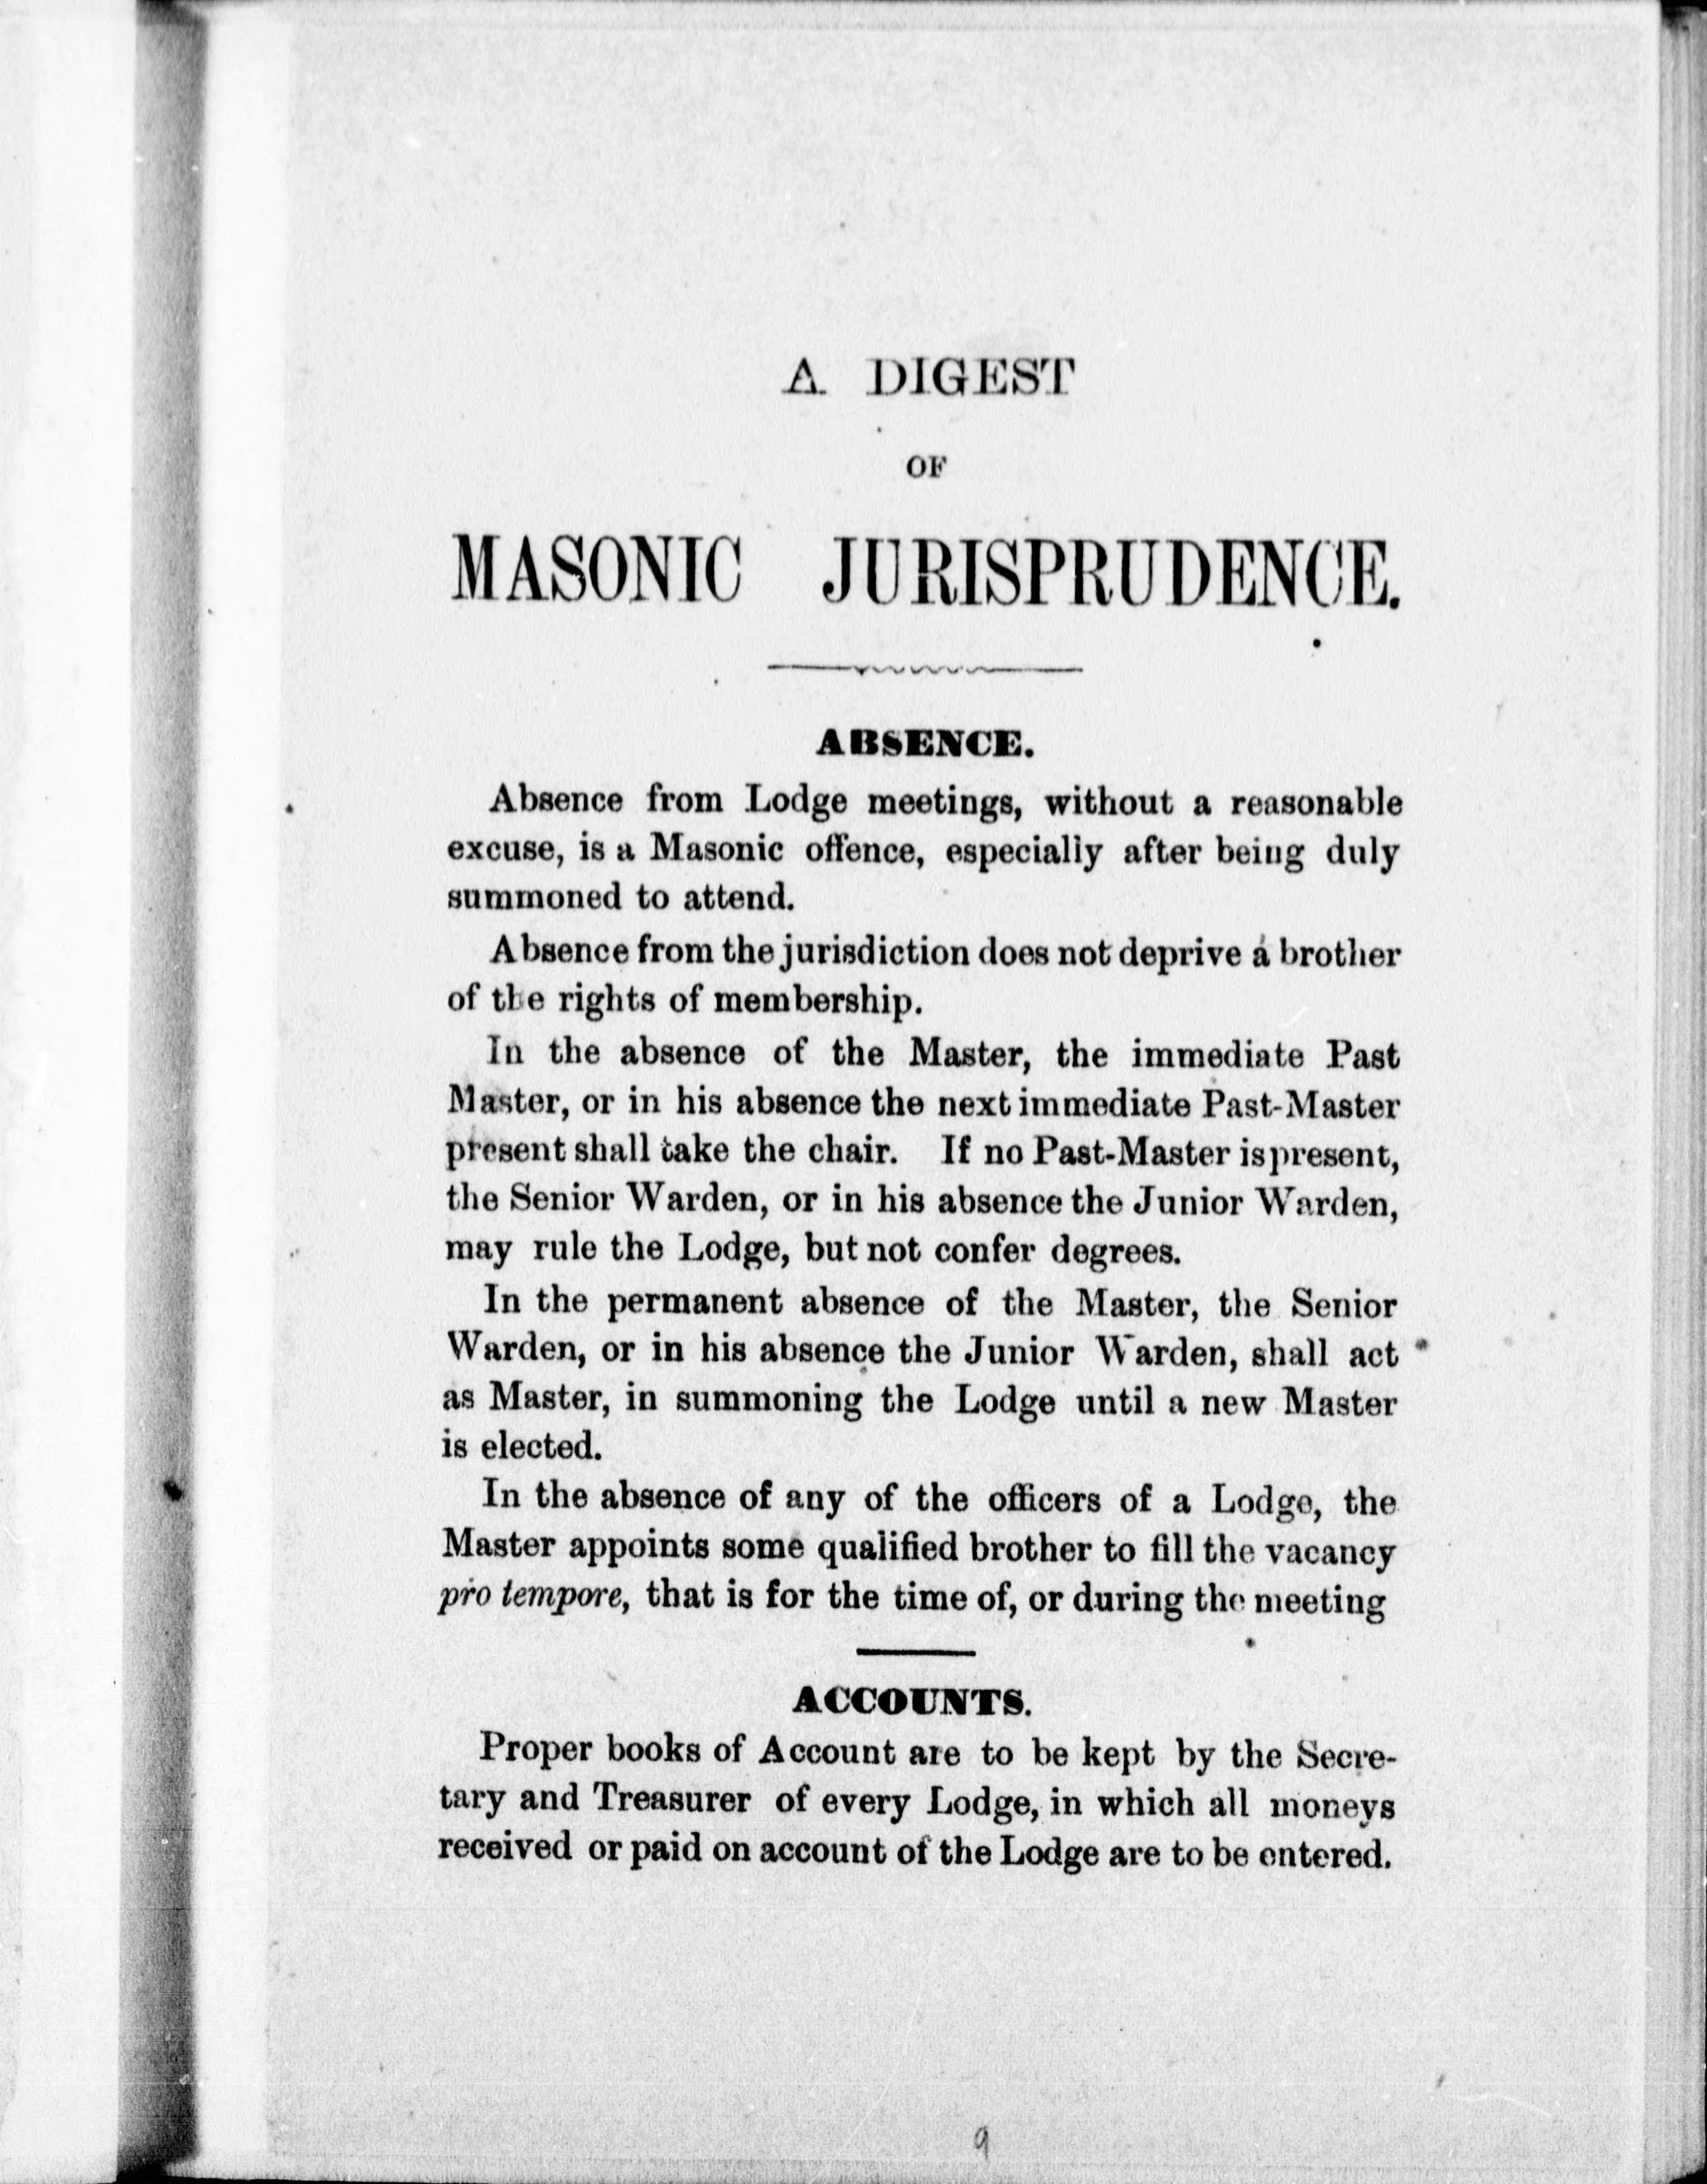 A DIGEST
OF
MASONIC JURISPRUDENCE.
ABSENCE.
Absence from Lodge meetings, without a reasonable
excuse, is a Masonic offence, especially after being duly
summoned to attend.
Absence from the jurisdiction does not deprive a brother
of the rights of membership.
In the absence of the Master, the immediate Past
Master, or in his absence the next immediate Past-Master
present shall take the chair. If no Past-Master is present,
the Senior Warden, or in his absence the Junior Warden,
may rule the Lodge, but not confer degrees.
In the permanent absence of the Master, the Senior
Warden, or in his absence the Junior Warden, shall act
as Master, in summoning the Lodge until a new Master
is elected.
In the absence of any of the officers of a Lodge, the
Master appoints some qualified brother to fill the vacancy
pro tempore, that is for the time of, or during the meeting
ACCOUNTS.
Proper books of Account are to be kept by the Secre-
tary and Treasurer of every Lodge, in which all moneys
received or paid on account of the Lodge are to be entered.
9